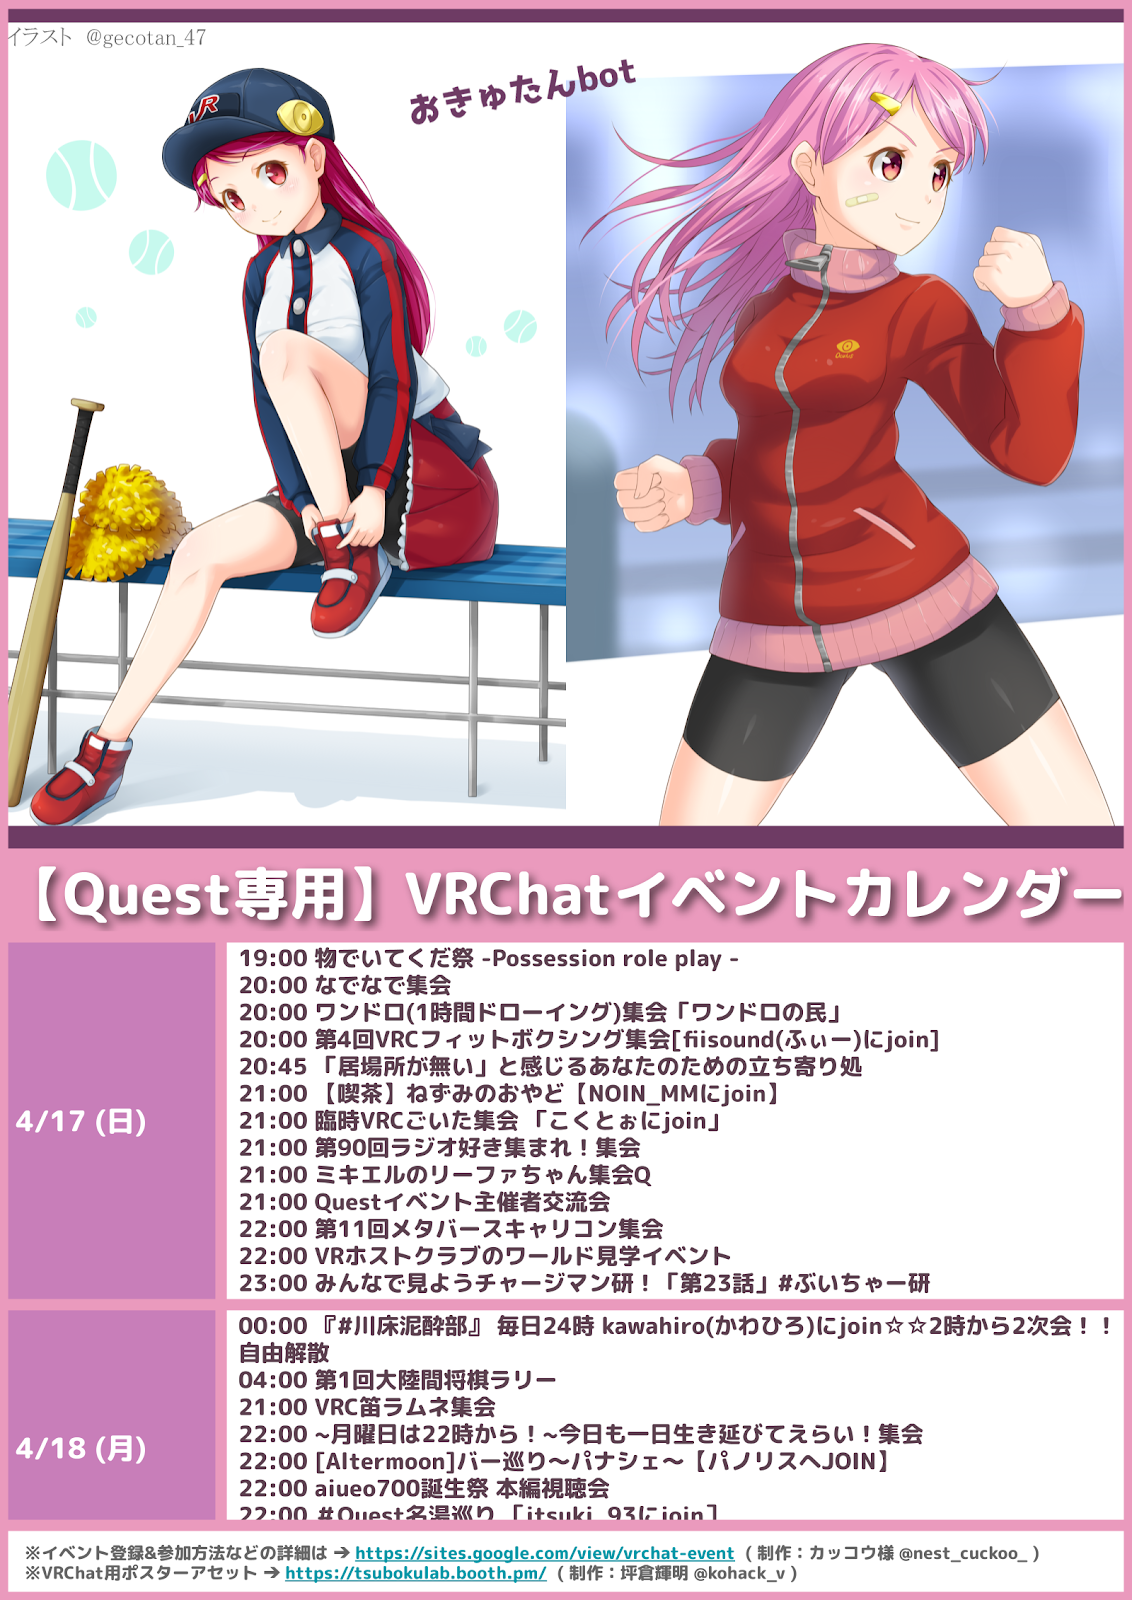 イラスト @gecotan_47
おきゅたんbot
VR
Quest
【Quest専用】VRChatイベントカレンダー
4/17 (日)
19:00 物でいてくだ祭 -Possession role play -
20:00 なでなで集会
20:00 ワンドロ(1時間ドローイング)集会「ワンドロの民」
20:00 第4回VRCフィットボクシング集会[fiisound(ふぃー)にjoin]
20:45 「居場所が無い」と感じるあなたのための立ち寄り処
21:00 【喫茶】ねずみのおやど【NOIN_MMにjoin】
21:00 臨時VRCごいた集会 「こくとぉにjoin」
21:00 第90回ラジオ好き集まれ！集会
21:00 ミキエルのリーファちゃん集会Q
21:00 Questイベント主催者交流会
22:00 第11回メタバースキャリコン集会
22:00 VRホストクラブのワールド見学イベント
23:00 みんなで見ようチャージマン研！「第23話」#ぶいちゃー研
4/18 (月)
00:00 『#川床泥酔部』 毎日24時 kawahiro(かわひろ)にjoin☆☆2時から2次会！！
自由解散
04:00 第1回大陸間将棋ラリー
21:00 VRC笛ラムネ集会
22:00 ~月曜日は22時から！~今日も一日生き延びてえらい！集会
22:00 [Altermoon]バー巡り〜パナシェ〜【パノリスへJOIN】
22:00 aiueo700誕生祭 本編視聴会
22:00 #Quest名湯巡り 「itsuki_93にjoin］
※イベント登録&参加方法などの詳細は → https://sites.google.com/view/vrchat-event ( 制作：カッコウ様 @nest_cuckoo_ )
※VRChat用ポスターアセット → https://tsubokulab.booth.pm/ ( 制作：坪倉輝明 @kohack_v )